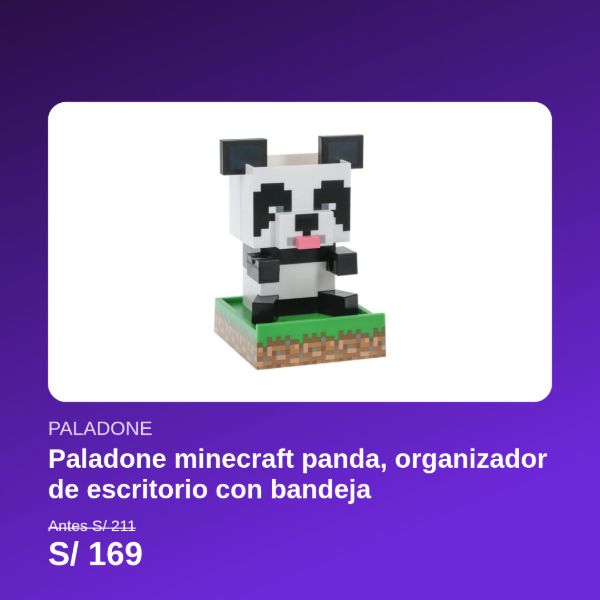 PALADONE
Paladone minecraft panda, organizador
de escritorio con bandeja
Antes S/ 211
S/ 169